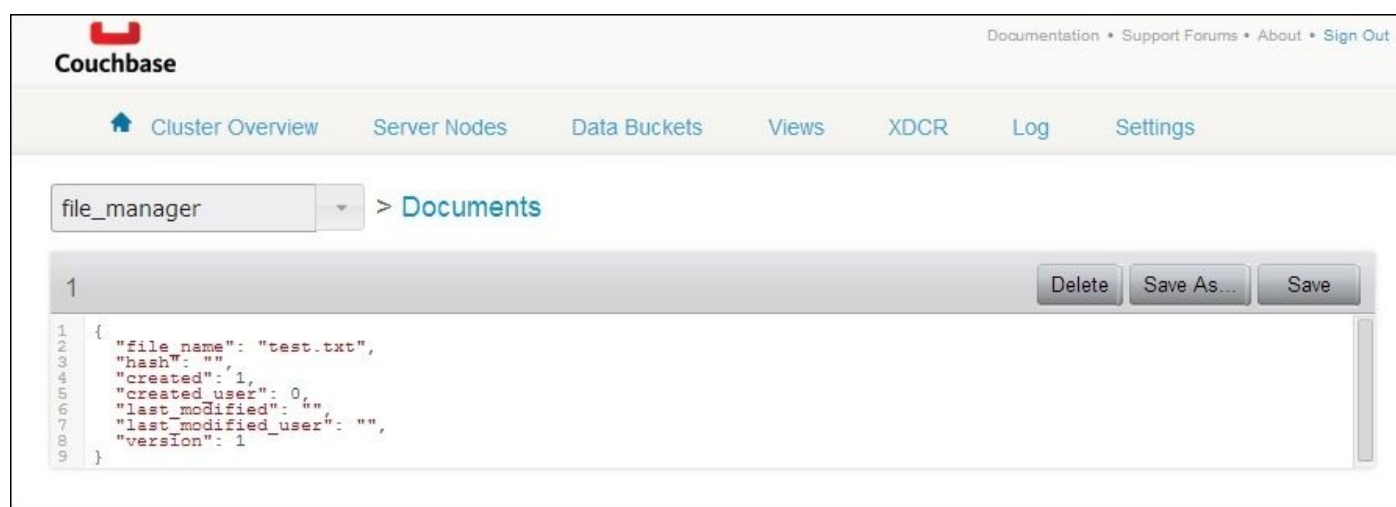 Documentation • Support Forums • About • Sign Out
Couchbase
Cluster Overview Server Nodes Data Buckets Views XDCR Log Settings
file_manager > Documents
1 Delete Save As... Save
1 {
2 "file_name": "test.txt",
3 "hash": "",
4 "created": 1,
5 "created_user": 0,
6 "last_modified": "",
7 "last_modified_user": "",
8 "version": 1
9 }